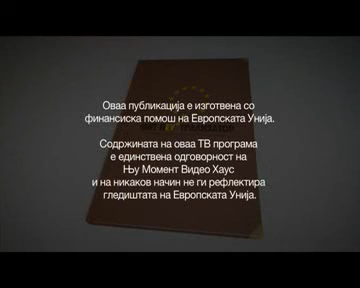 Оваа публикација е изготвена со
финансиска помош на Европската Унија.
Содржината на оваа ТВ програма
е единствена одговорност на
Њу Момент Видео Хаус
и на никаков начин не ги рефлектира
гледиштата на Европската Унија.